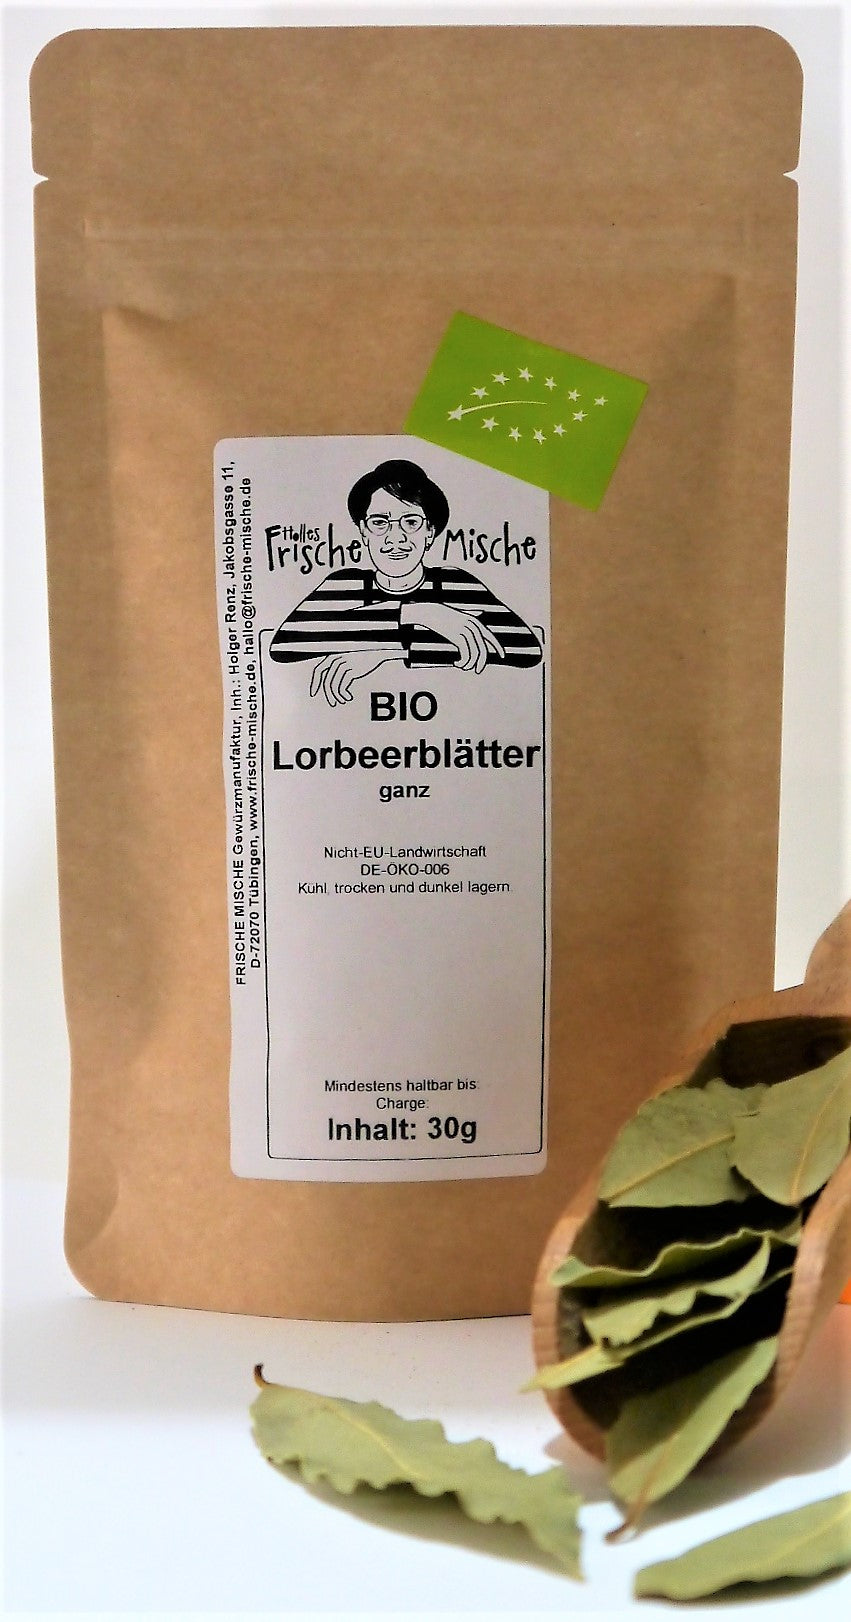 Holles
Frische Mische
BIO
Lorbeerblätter
ganz
Nicht-EU-Landwirtschaft
DE-ÖKO-006
Kühl, trocken und dunkel lagern.
Mindestens haltbar bis:
Charge:
Inhalt: 30g
FRISCHE MISCHE Gewürzmanufaktur, Inh.: Holger Renz, Jakobsgasse 11,
D-72070 Tübingen, www.frische-mische.de, hallo@frische-mische.de